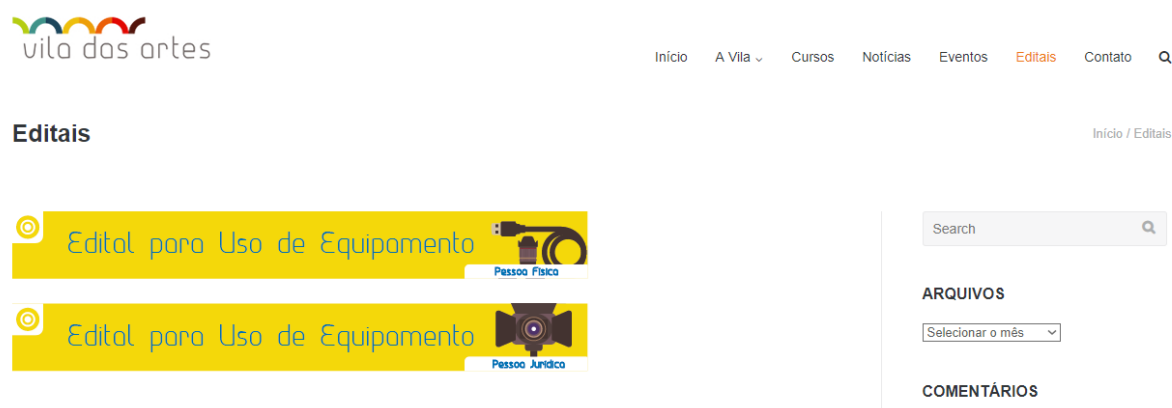 vila das artes
Início A Vila Cursos Notícias Eventos Editais Contato
Editais
Início / Editais
Edital para Uso de Equipamento
Pessoa Física
Edital para Uso de Equipamento
Pessoa Jurídica
Search
ARQUIVOS
Selecionar o mês
COMENTÁRIOS